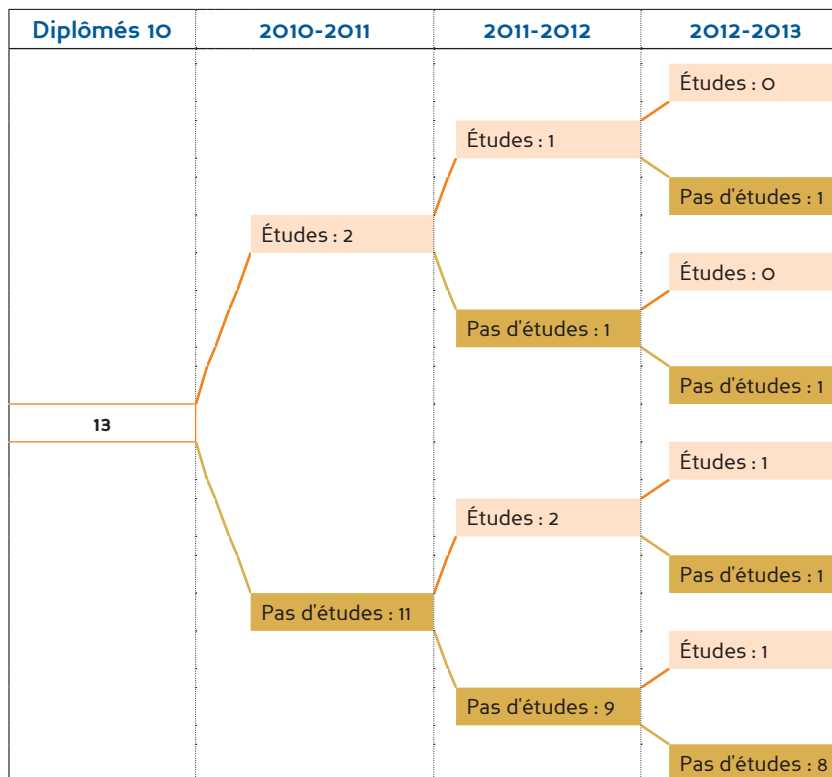 Diplômés 10 2010-2011 2011-2012 2012-2013
Études : 0
Études : 1
Pas d'études : 1
Études : 2
Études : 0
Pas d'études : 1
Pas d'études : 1
13
Études : 1
Études : 2
Pas d'études : 1
Pas d'études : 11
Études : 1
Pas d'études : 9
Pas d'études : 8